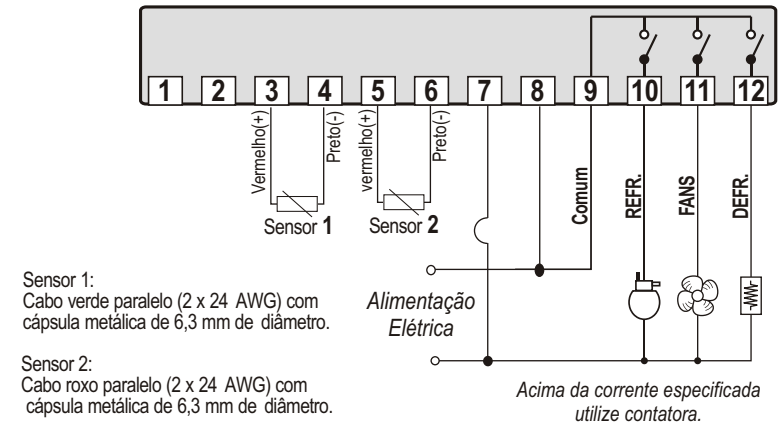 1 2 3 4 5 6 7 8 9 10 11 12
Vermelho(+)
Preto(-)
vermelho(+)
Preto(-)
Sensor 1
Sensor 2
Comum
REFR.
FANS
DEFR.
Sensor 1:
Cabo verde paralelo (2 x 24 AWG) com
cápsula metálica de 6,3 mm de diâmetro.
Sensor 2:
Cabo roxo paralelo (2 x 24 AWG) com
cápsula metálica de 6,3 mm de diâmetro.
Alimentação
Elétrica
Acima da corrente especificada
utilize contatora.